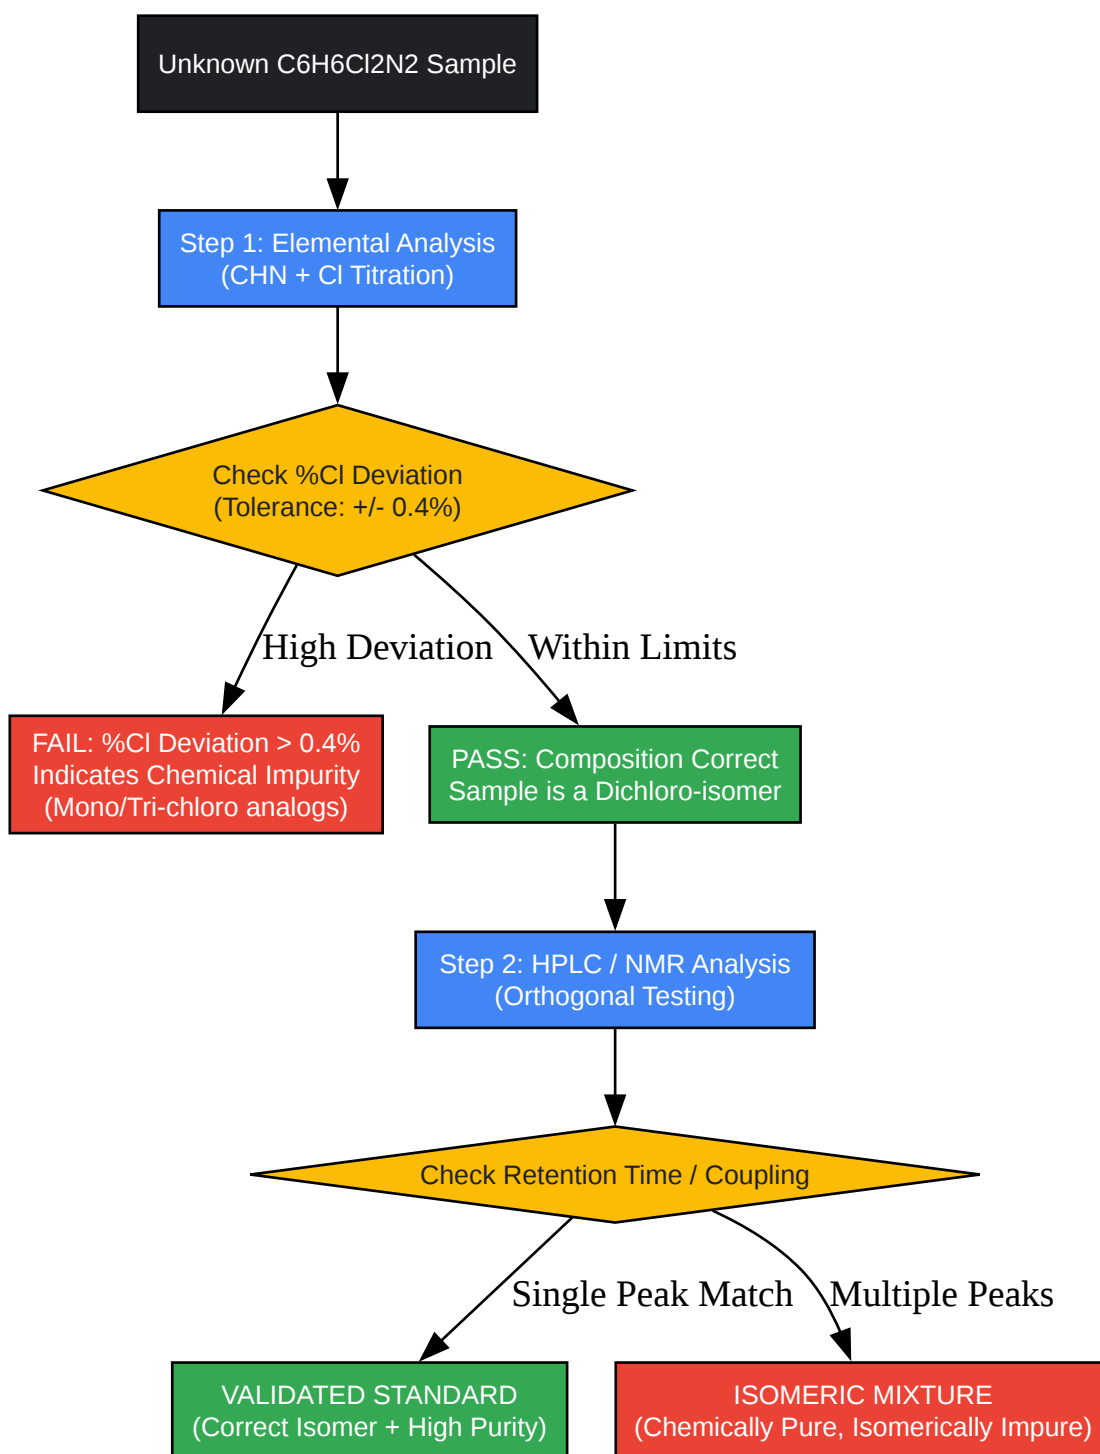 Unknown C6H6Cl2N2 Sample
Step 1: Elemental Analysis
(CHN + Cl Titration)
Check %Cl Deviation
(Tolerance: +/- 0.4%)
High Deviation
Within Limits
FAIL: %Cl Deviation > 0.4%
Indicates Chemical Impurity
(Mono/Tri-chloro analogs)
PASS: Composition Correct
Sample is a Dichloro-isomer
Step 2: HPLC / NMR Analysis
(Orthogonal Testing)
Check Retention Time / Coupling
Single Peak Match
Multiple Peaks
VALIDATED STANDARD
(Correct Isomer + High Purity)
ISOMERIC MIXTURE
(Chemically Pure, Isomerically Impure)